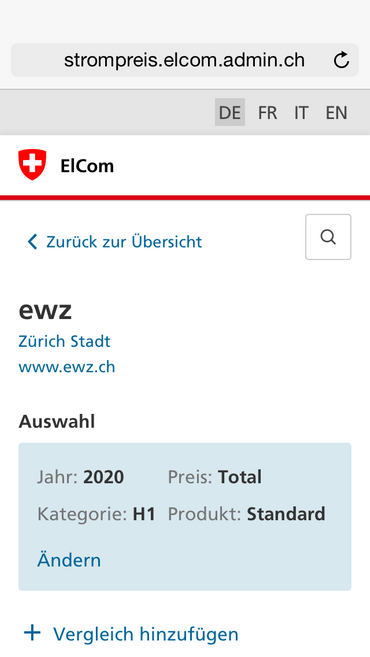 strompreis.elcom.admin.ch
DE FR IT EN
ElCom
Zurück zur Übersicht
ewz
Zürich Stadt
www.ewz.ch
Auswahl
Jahr: 2020 Preis: Total
Kategorie: H1 Produkt: Standard
Ändern
+ Vergleich hinzufügen